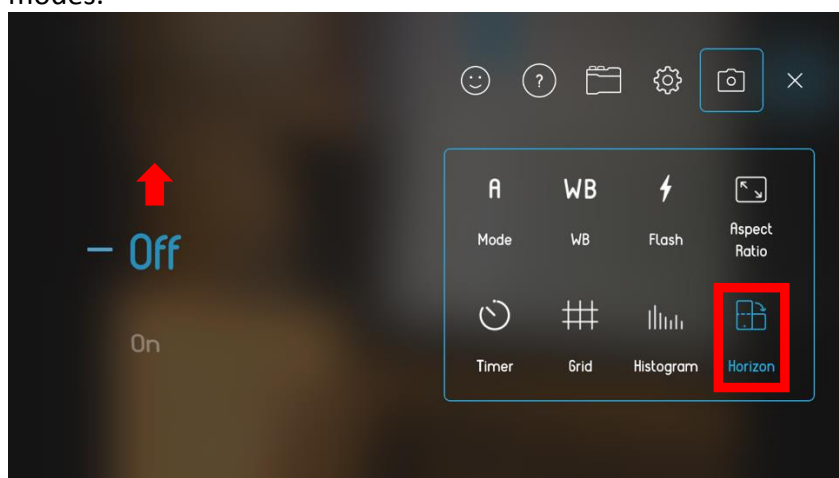 modes.
?
A WB
Mode WB Flash Aspect
Ratio
Off
On
Timer Grid Histogram Horizon